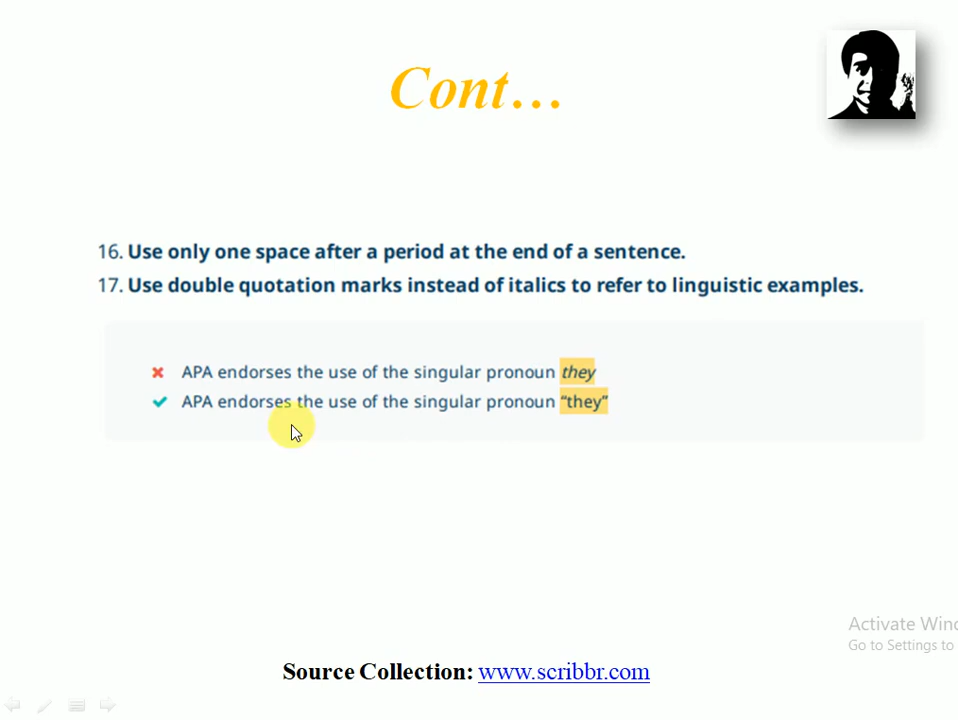 Cont…
16. Use only one space after a period at the end of a sentence.
17. Use double quotation marks instead of italics to refer to linguistic examples.
APA endorses the use of the singular pronoun they
APA endorses the use of the singular pronoun “they”
Activate Wind
Go to Settings to
Source Collection: www.scribbr.com